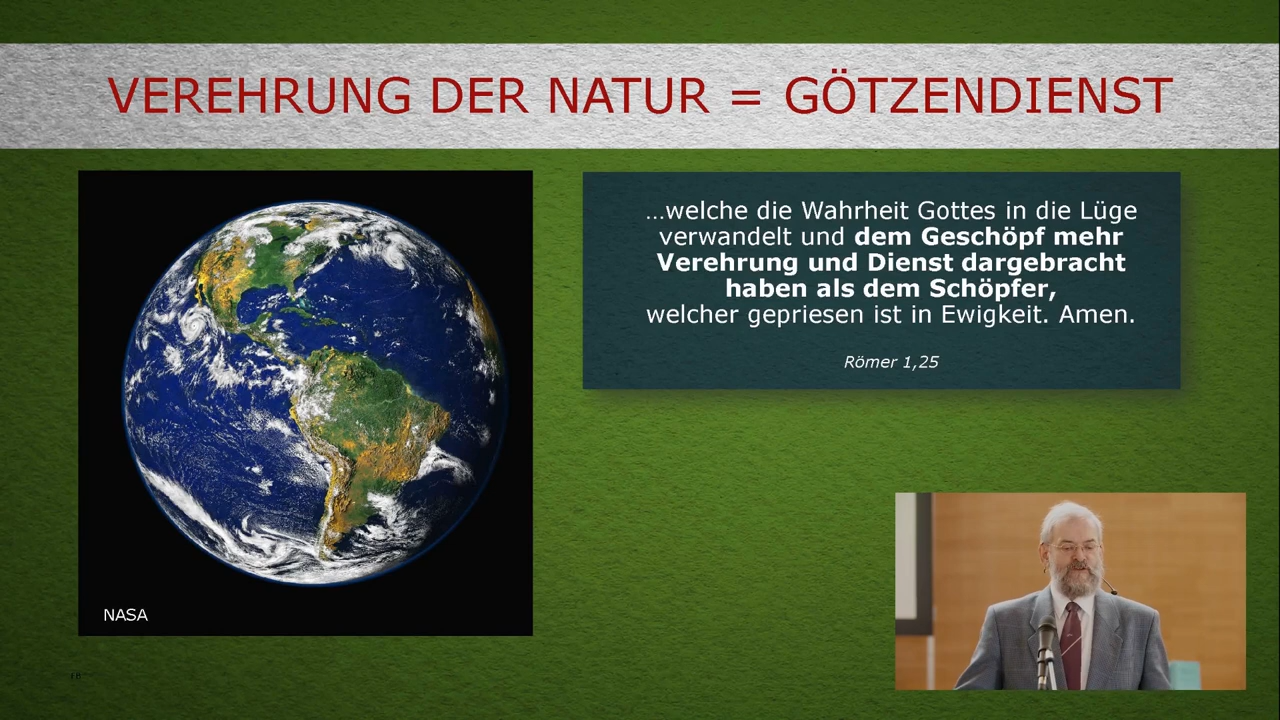 VEREHRUNG DER NATUR = GÖTZENDIENST
...welche die Wahrheit Gottes in die Lüge
verwandelt und dem Geschöpf mehr
Verehrung und Dienst dargebracht
haben als dem Schöpfer,
welcher gepriesen ist in Ewigkeit. Amen.
Römer 1,25
NASA